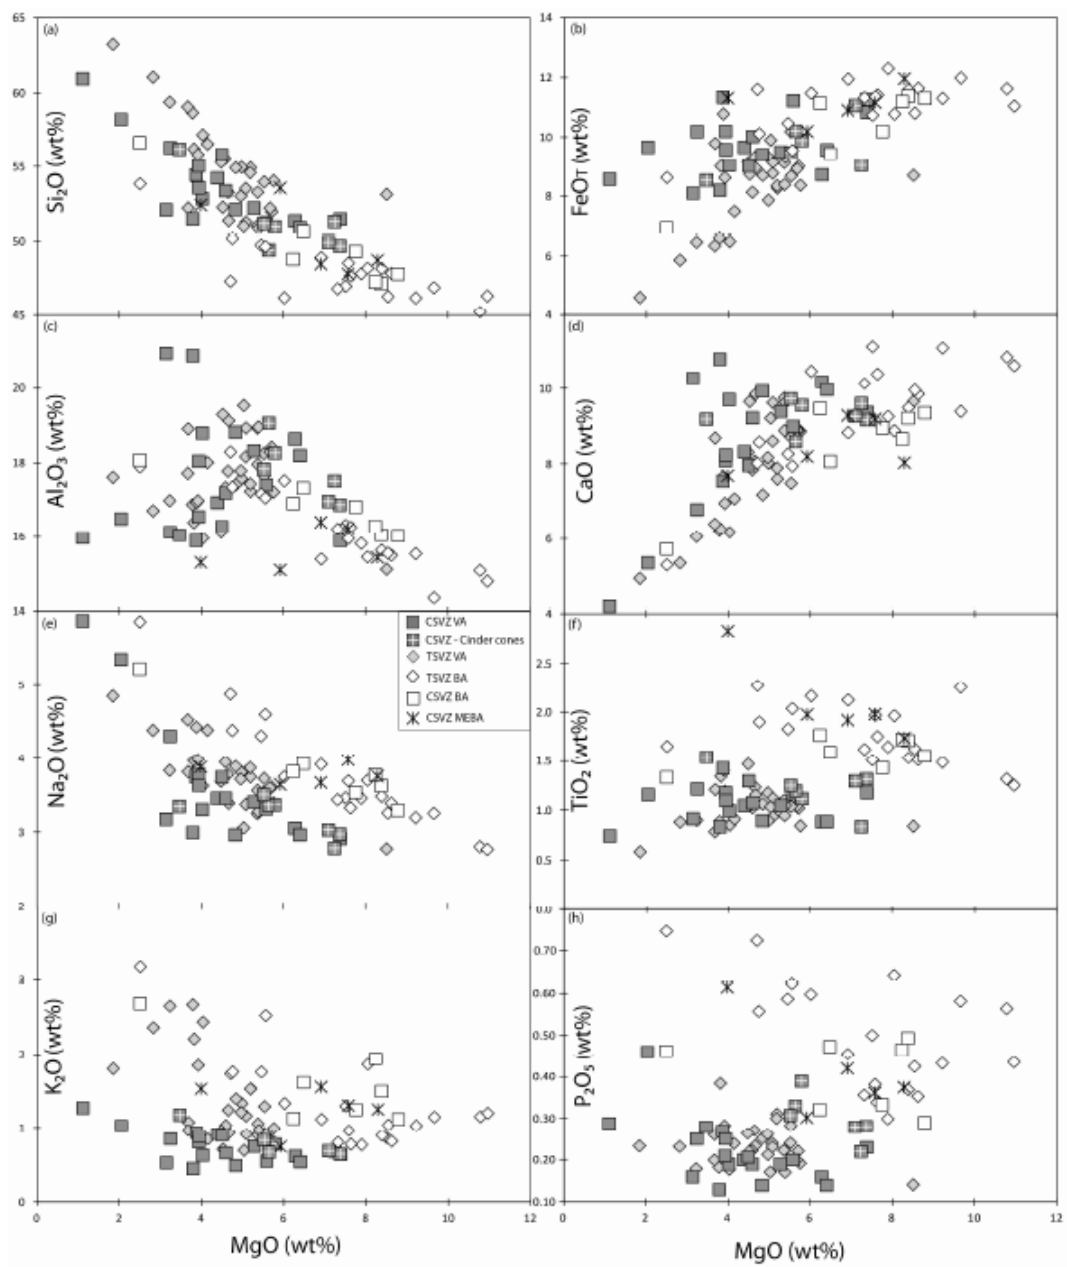 (a)
65
60
55
50
45
Si₂O (wt%)
(b)
14
12
10
8
6
4
FeOT (wt%)
(c)
20
18
16
14
Al₂O₃ (wt%)
(d)
10
8
6
4
CaO (wt%)
(e)
5
4
3
2
Na₂O (wt%)
CSVZ VA
CSVZ - Cinder cones
TSVZ VA
TSVZ BA
CSVZ BA
CSVZ MEBA
(f)
2.5
2.0
1.5
1.0
0.5
0.0
TiO₂ (wt%)
(g)
3
2
1
0
K₂O (wt%)
0 2 4 6 8 10 12
MgO (wt%)
(h)
0.70
0.60
0.50
0.40
0.30
0.20
0.10
P₂O₅ (wt%)
0 2 4 6 8 10 12
MgO (wt%)